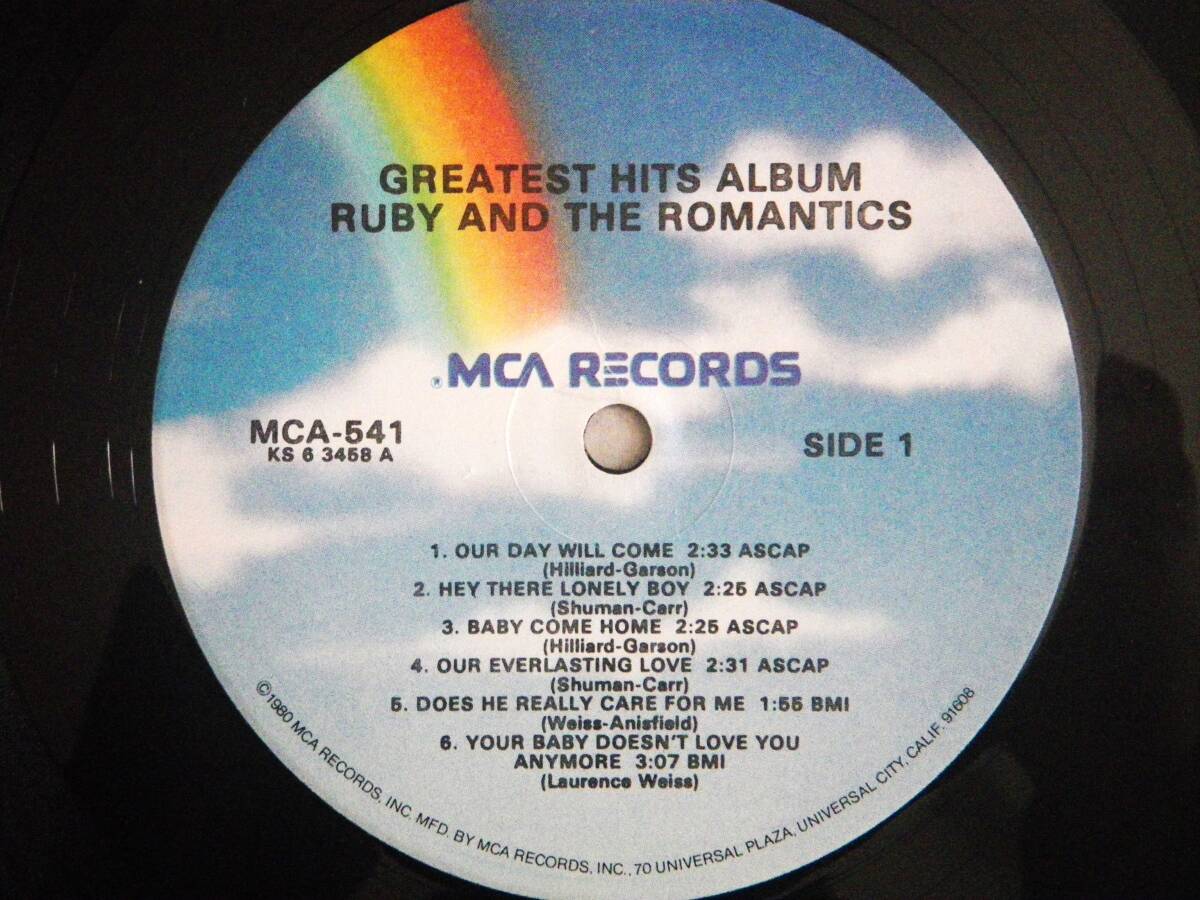 GREATEST HITS ALBUM
RUBY AND THE ROMANTICS
® MCA RECORDS
MCA-541
KS 6 3458 A
SIDE 1
1. OUR DAY WILL COME 2:33 ASCAP
(Hilliard-Garson)
2. HEY THERE LONELY BOY 2:25 ASCAP
(Shuman-Carr)
3. BABY COME HOME 2:25 ASCAP
(Hilliard-Garson)
4. OUR EVERLASTING LOVE 2:31 ASCAP
(Shuman-Carr)
5. DOES HE REALLY CARE FOR ME 1:55 BMI
(Weiss-Anisfield)
6. YOUR BABY DOESN'T LOVE YOU
ANYMORE 3:07 BMI
(Laurence Weiss)
©1980 MCA RECORDS, INC. MFD. BY MCA RECORDS, INC., 70 UNIVERSAL PLAZA, UNIVERSAL CITY, CALIF. 91608